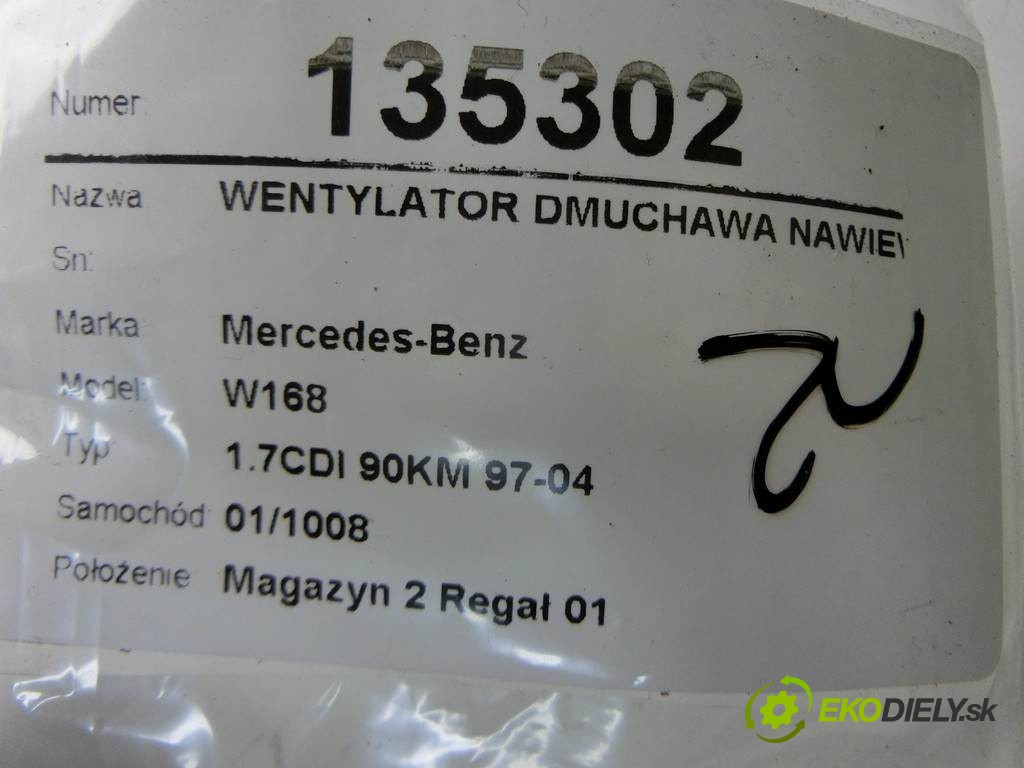 Numer: 135302
Nazwa WENTYLATOR DMUCHAWA NAWIE
Sn:
Marka Mercedes-Benz
Model: W168
Typ 1.7CDI 90KM 97-04
Samochód 01/1008
Położenie Magazyn 2 Regał 01
EKODIELY.sk